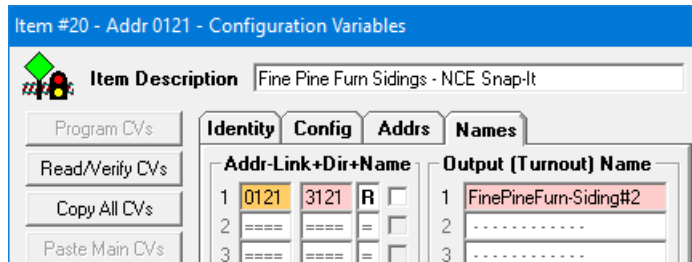 Item #20 - Addr 0121 - Configuration Variables
Item Description Fine Pine Furn Sidings - NCE Snap-It
Program CVs
Identity Config Addrs Names
Read/Verify CVs
Addr-Link+Dir+Name Output (Turnout) Name
1 0121 3121 R 1 FinePineFurn-Siding#2
Copy All CVs
2 ==== ==== = 2 - - - - - - - - - - - -
Paste Main CVs
3 ==== ==== = 3 - - - - - - - - - - - -